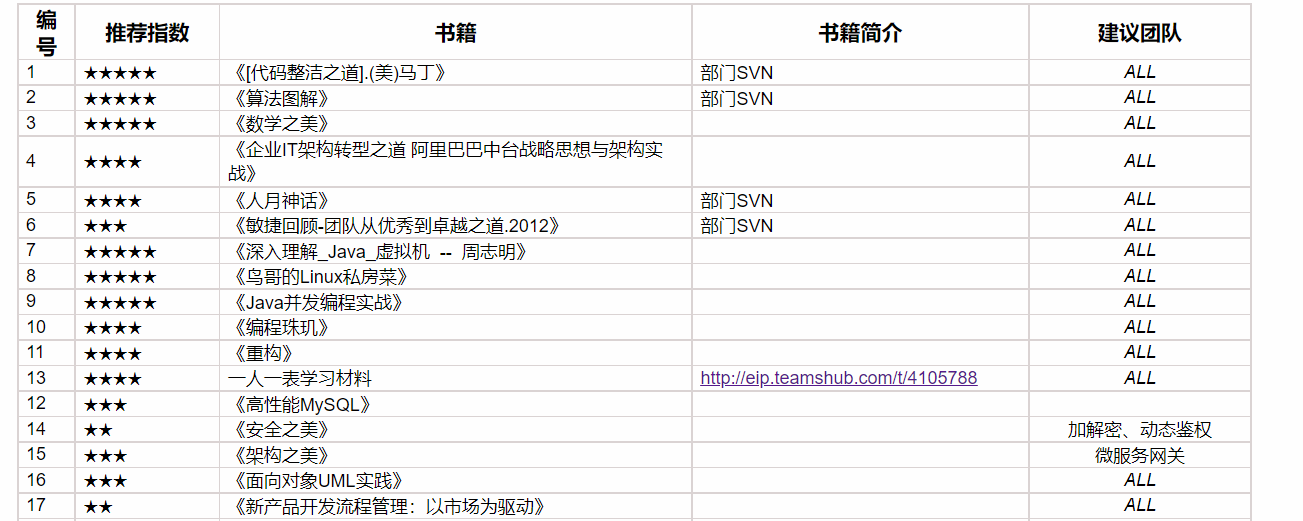 编号 推荐指数 书籍 书籍简介 建议团队
1 ★★★★★ 《[代码整洁之道].(美)马丁》 部门SVN ALL
2 ★★★★★ 《算法图解》 部门SVN ALL
3 ★★★★★ 《数学之美》 ALL
4 ★★★★ 《企业IT架构转型之道 阿里巴巴中台战略思想与架构实
战》 ALL
5 ★★★★ 《人月神话》 部门SVN ALL
6 ★★★ 《敏捷回顾-团队从优秀到卓越之道.2012》 部门SVN ALL
7 ★★★★★ 《深入理解_Java_虚拟机 -- 周志明》 ALL
8 ★★★★★ 《鸟哥的Linux私房菜》 ALL
9 ★★★★★ 《Java并发编程实战》 ALL
10 ★★★★ 《编程珠玑》 ALL
11 ★★★★ 《重构》 ALL
13 ★★★★ 一人一表学习材料 http://eip.teamshub.com/t/4105788 ALL
12 ★★★ 《高性能MySQL》
14 ★★ 《安全之美》 加解密、动态鉴权
15 ★★★ 《架构之美》 微服务网关
16 ★★★ 《面向对象UML实践》 ALL
17 ★★ 《新产品开发流程管理：以市场为驱动》 ALL